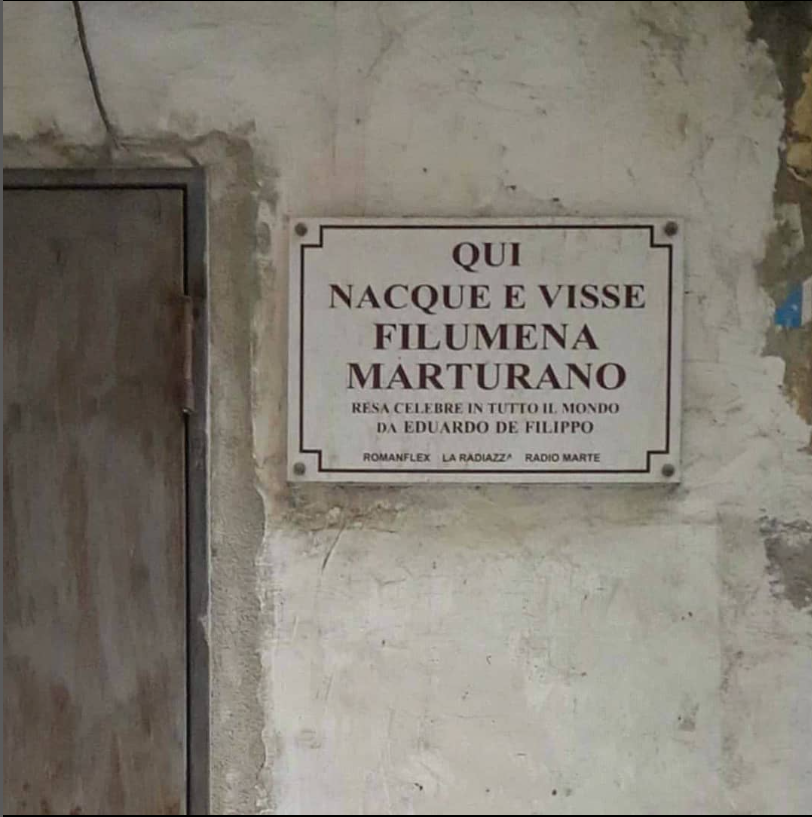 QUI
NACQUE E VISSE
FILUMENA
MARTURANO
RESA CELEBRE IN TUTTO IL MONDO
DA EDUARDO DE FILIPPO
ROMANFLEX LA RADIAZZA RADIO MARTE